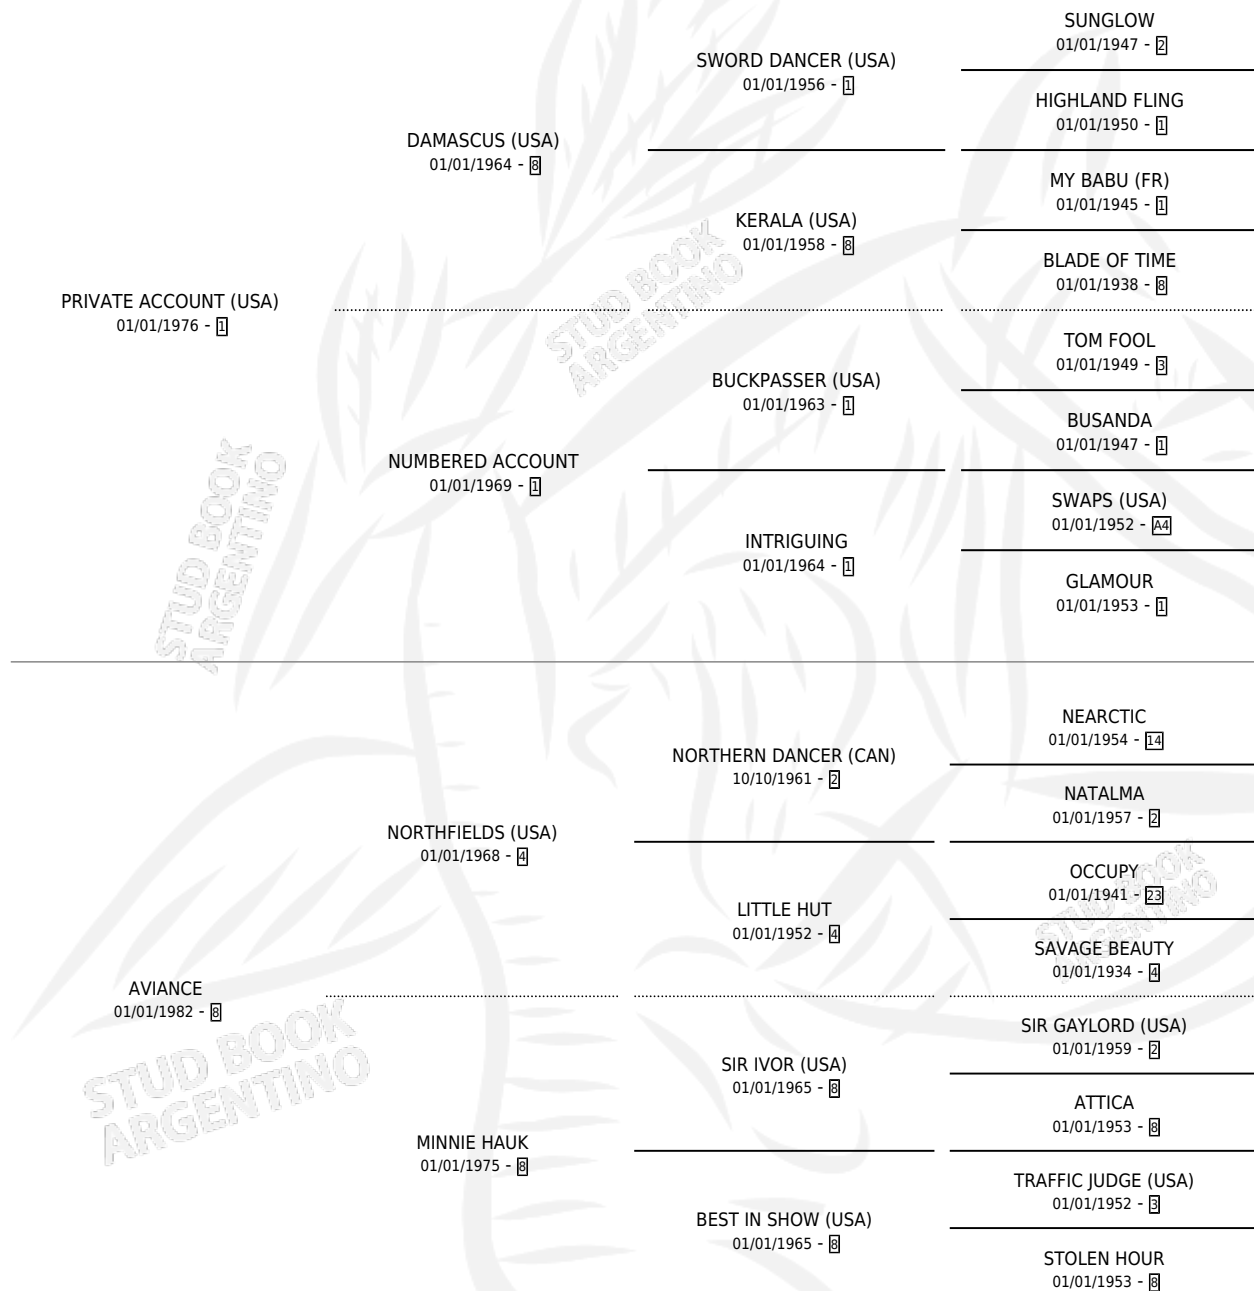 SUNGLOW
01/01/1947 - 2
SWORD DANCER (USA)
01/01/1956 - 1
HIGHLAND FLING
01/01/1950 - 1
DAMASCUS (USA)
01/01/1964 - 8
MY BABU (FR)
01/01/1945 - 1
KERALA (USA)
01/01/1958 - 8
BLADE OF TIME
01/01/1938 - 8
PRIVATE ACCOUNT (USA)
01/01/1976 - 1
TOM FOOL
01/01/1949 - 3
BUCKPASSER (USA)
01/01/1963 - 1
BUSANDA
01/01/1947 - 1
NUMBERED ACCOUNT
01/01/1969 - 1
SWAPS (USA)
01/01/1952 - A4
INTRIGUING
01/01/1964 - 1
GLAMOUR
01/01/1953 - 1
NEARCTIC
01/01/1954 - 14
NORTHERN DANCER (CAN)
10/10/1961 - 2
NATALMA
01/01/1957 - 2
NORTHFIELDS (USA)
01/01/1968 - 4
OCCUPY
01/01/1941 - 23
LITTLE HUT
01/01/1952 - 4
SAVAGE BEAUTY
01/01/1934 - 4
AVIANCE
01/01/1982 - 8
SIR GAYLORD (USA)
01/01/1959 - 2
SIR IVOR (USA)
01/01/1965 - 8
ATTICA
01/01/1953 - 8
MINNIE HAUK
01/01/1975 - 8
TRAFFIC JUDGE (USA)
01/01/1952 - 3
BEST IN SHOW (USA)
01/01/1965 - 8
STOLEN HOUR
01/01/1953 - 8
STUD BOOK
ARGENTINO
STUD BOOK
ARGENTINO
STUD BOOK
ARGENTINO
STUD BOOK
ARGENTINO